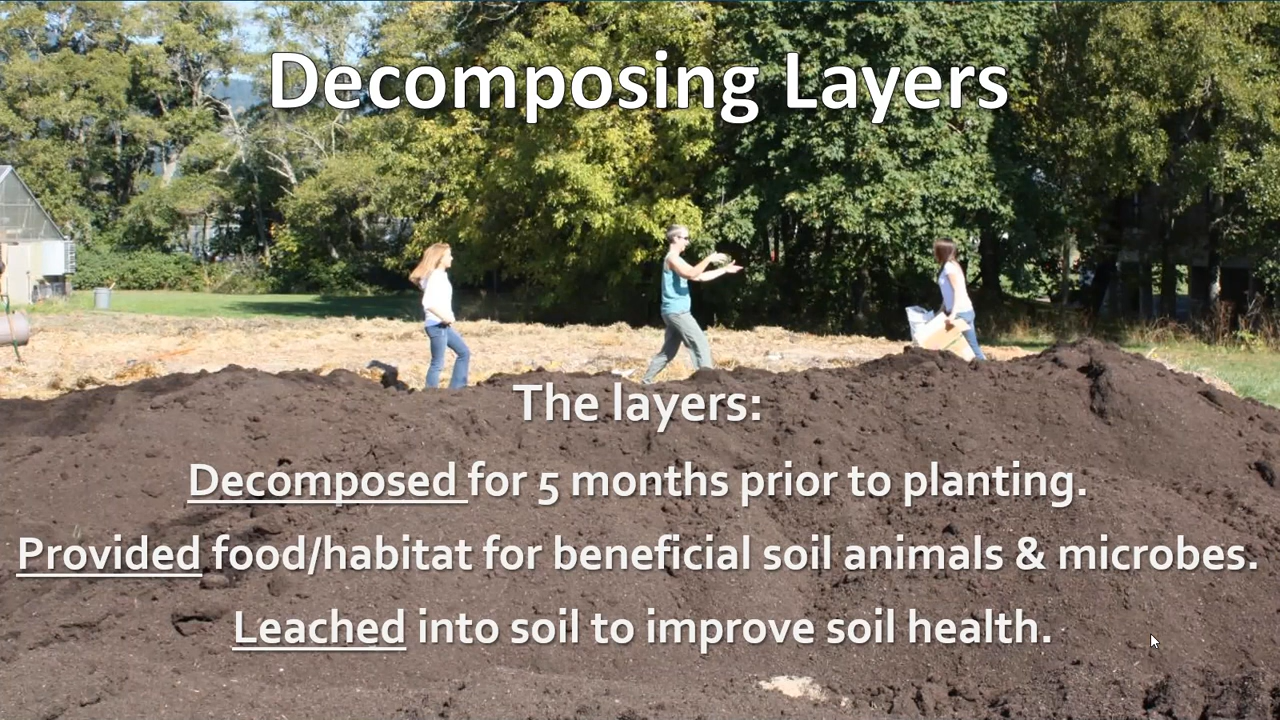 Decomposing Layers
The layers:
Decomposed for 5 months prior to planting.
Provided food/habitat for beneficial soil animals & microbes.
Leached into soil to improve soil health.